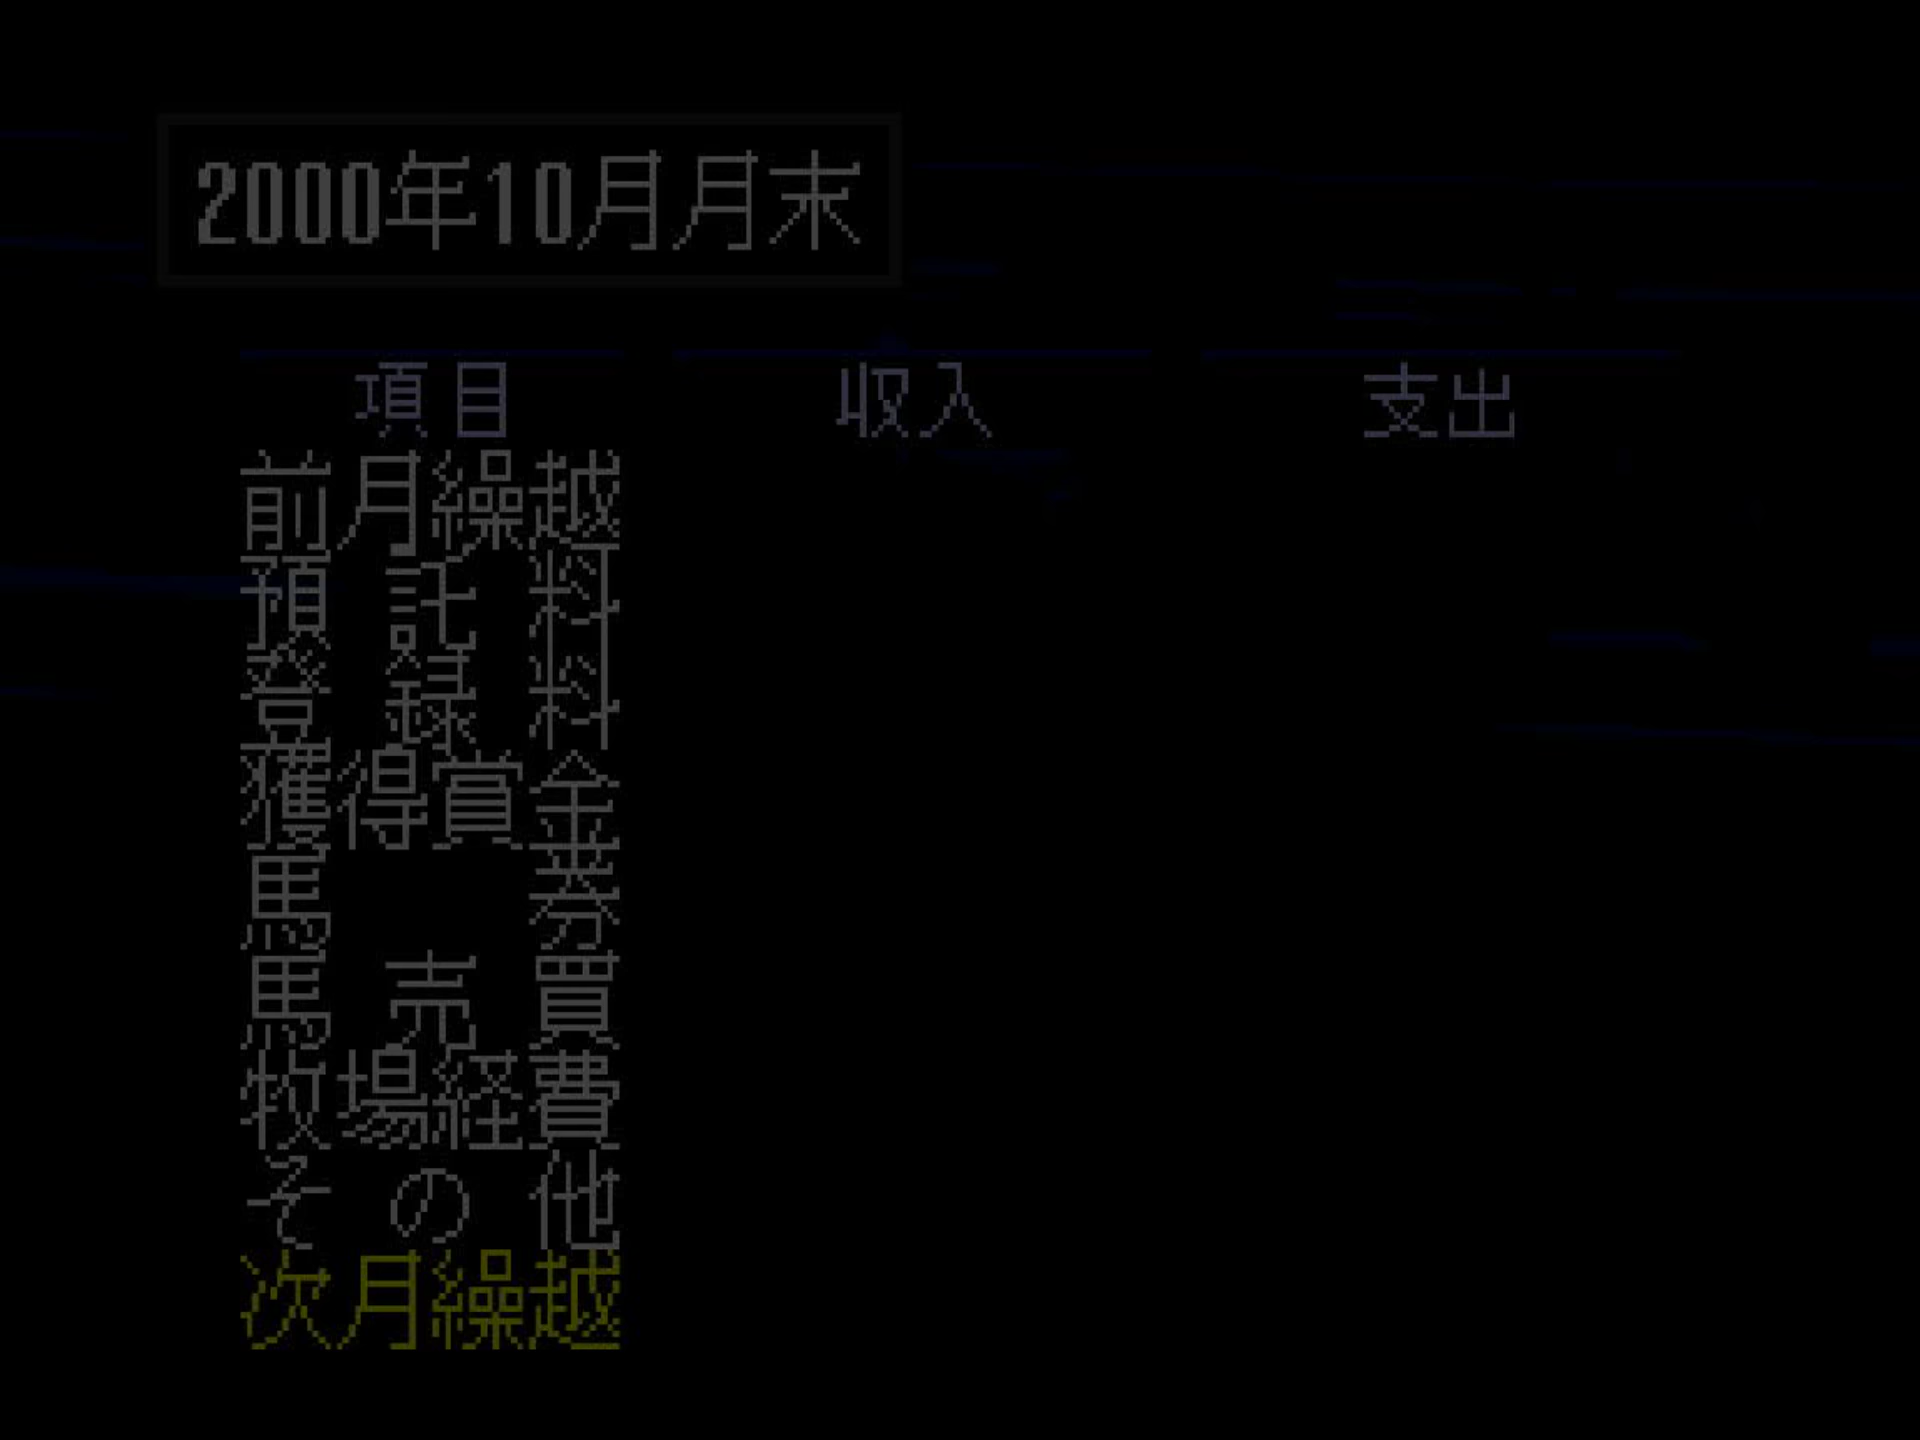 2000年10月月末
項目 収入 支出
前月繰越
預託料
登録料
獲得賞金
馬券
馬売買
牧場経費
その他
次月繰越